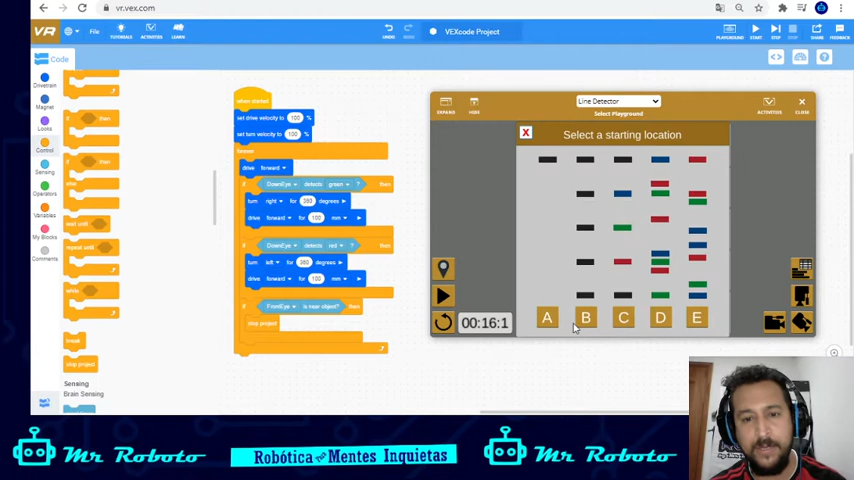 vr.vex.com
VR
File
TUTORIALS
ACTIVITIES
LEARN
UNDO
REDO
VEXcode Project
PLAYGROUND
START
STEP
STOP
SHARE
FEEDBACK
Code
Drivetrain
Magnet
Looks
Control
Sensing
Operators
Variables
My Blocks
Comments
if then
if then
else
wait until
repeat until
while
break
stop project
Sensing
Brain Sensing
when started
set drive velocity to 100 %
set turn velocity to 100 %
forever
drive forward
if DownEye detects green ? then
turn right for 360 degrees
drive forward for 100 mm
if DownEye detects red ? then
turn left for 360 degrees
drive forward for 100 mm
if FrontEye is near object? then
stop project
EXPAND
HIDE
Line Detector
Select Playground
ACTIVITIES
CLOSE
X
Select a starting location
A B C D E
00:16:1
Mr Roboto
Robótica Para Mentes Inquietas
Mr Roboto